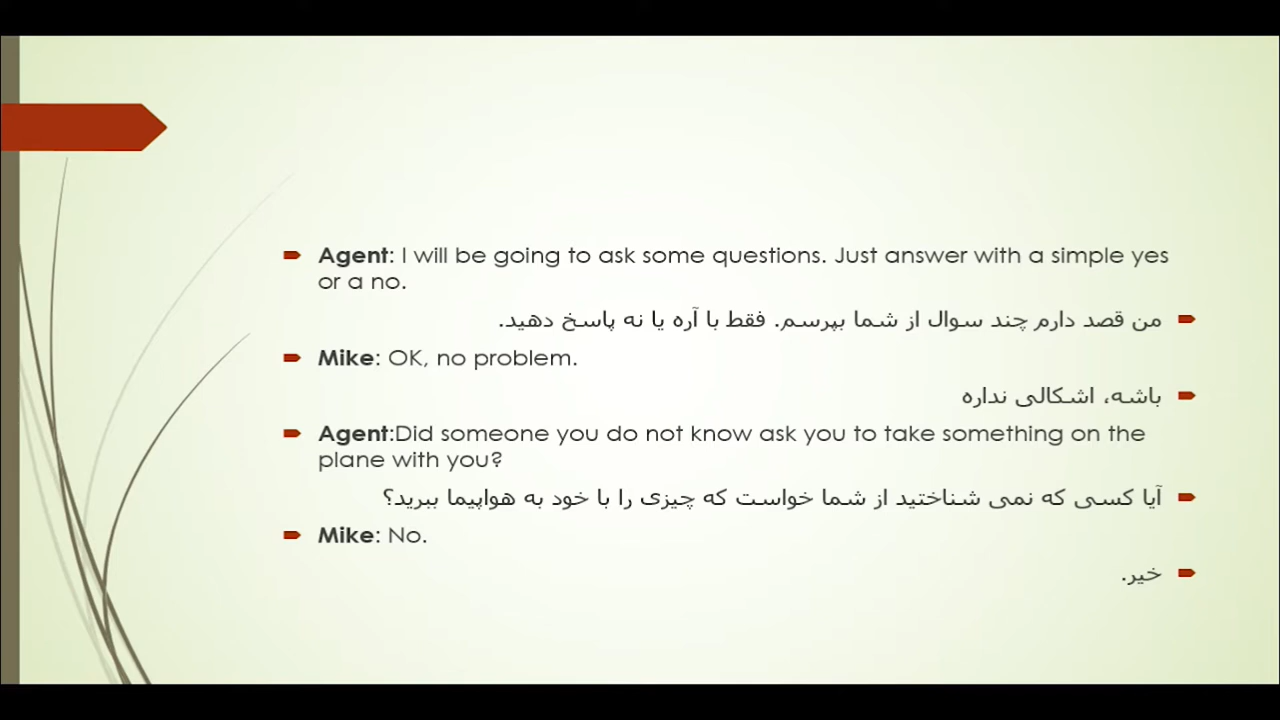 Agent: I will be going to ask some questions. Just answer with a simple yes
or a no.
من قصد دارم چند سوال از شما بپرسم. فقط با آره یا نه پاسخ دهید.
Mike: OK, no problem.
باشه، اشکالی نداره
Agent:Did someone you do not know ask you to take something on the
plane with you?
آیا کسی که نمی شناختید از شما خواست که چیزی را با خود به هواپیما ببرید؟
Mike: No.
خیر.